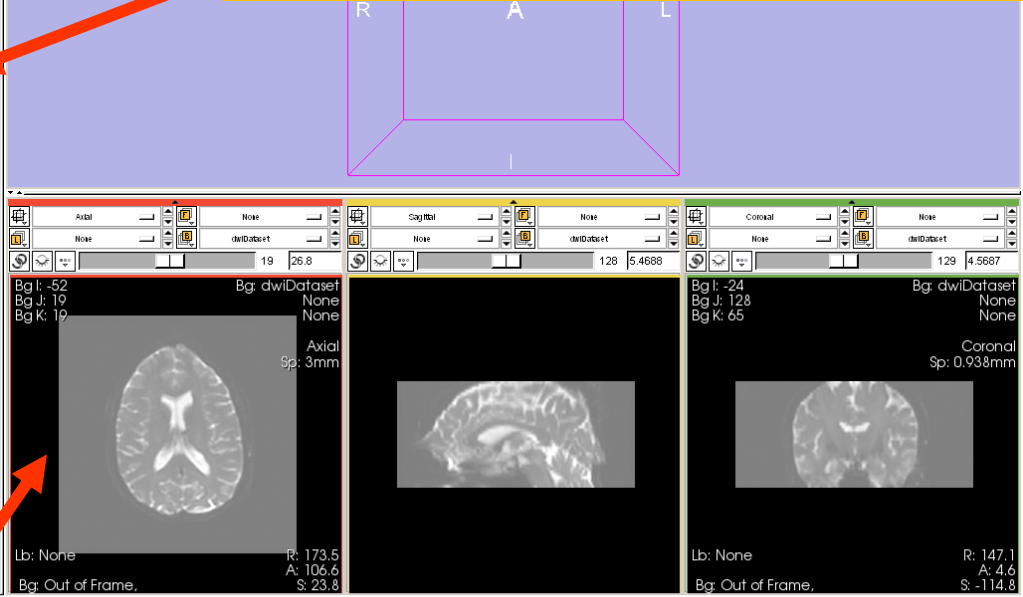 R A L
I
Axial F None
L None B dwiDataset
19 26.8
Sagittal F None
L None B dwiDataset
128 5.4688
Coronal F None
L None B dwiDataset
129 4.5687
Bg I: -52 Bg: dwiDataset
Bg J: 19 None
Bg K: 19 None
Axial
Sp: 3mm
Lb: None R: 173.5
A: 106.6
Bg: Out of Frame, S: 23.8
Bg I: -24 Bg: dwiDataset
Bg J: 128 None
Bg K: 65 None
Coronal
Sp: 0.938mm
Lb: None R: 147.1
A: 4.6
Bg: Out of Frame, S: -114.8